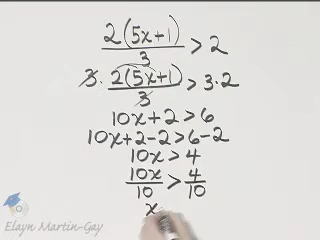 2(5x+1)/3 > 2
3 · 2(5x+1)/3 > 3·2
10x+2 > 6
10x+2-2 > 6-2
10x > 4
10x/10 > 4/10
x
Elayn Martin-Gay